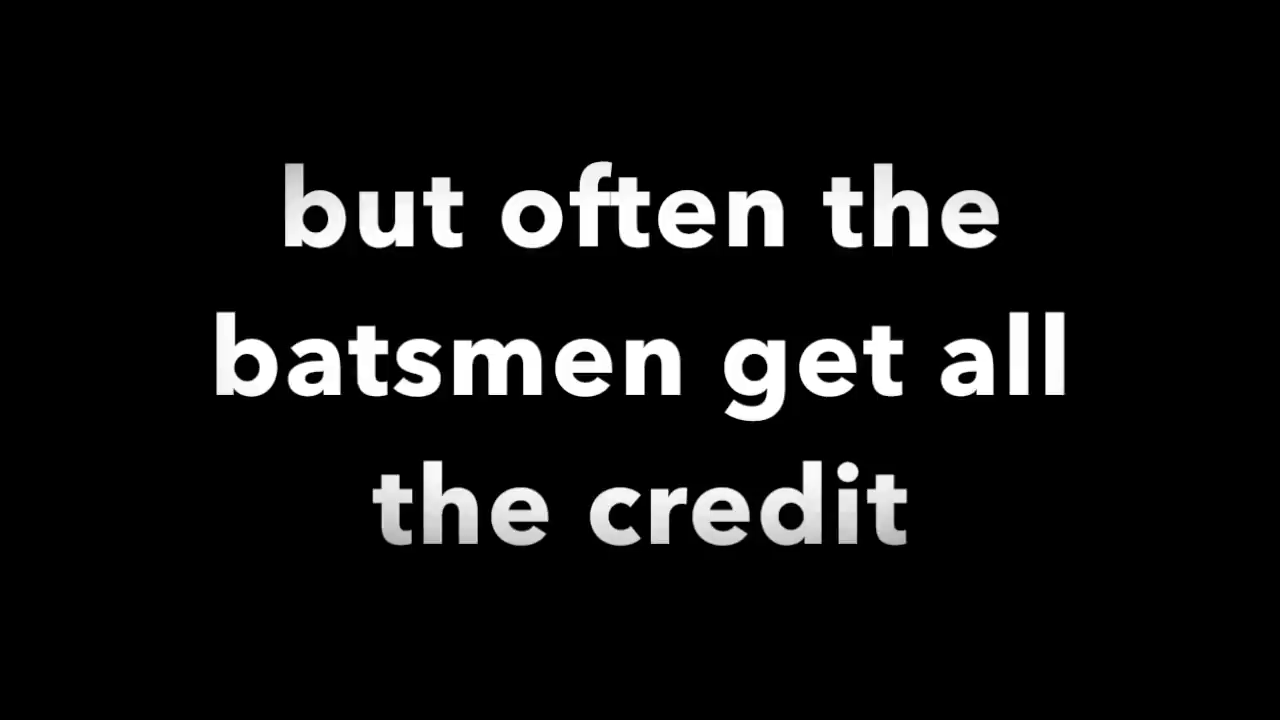 but often the
batsmen get all
the credit